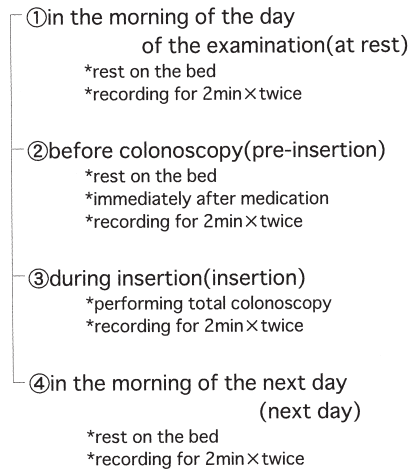 ①in the morning of the day
of the examination(at rest)
*rest on the bed
*recording for 2min×twice
②before colonoscopy(pre-insertion)
*rest on the bed
*immediately after medication
*recording for 2min×twice
③during insertion(insertion)
*performing total colonoscopy
*recording for 2min×twice
④in the morning of the next day
(next day)
*rest on the bed
*recording for 2min×twice